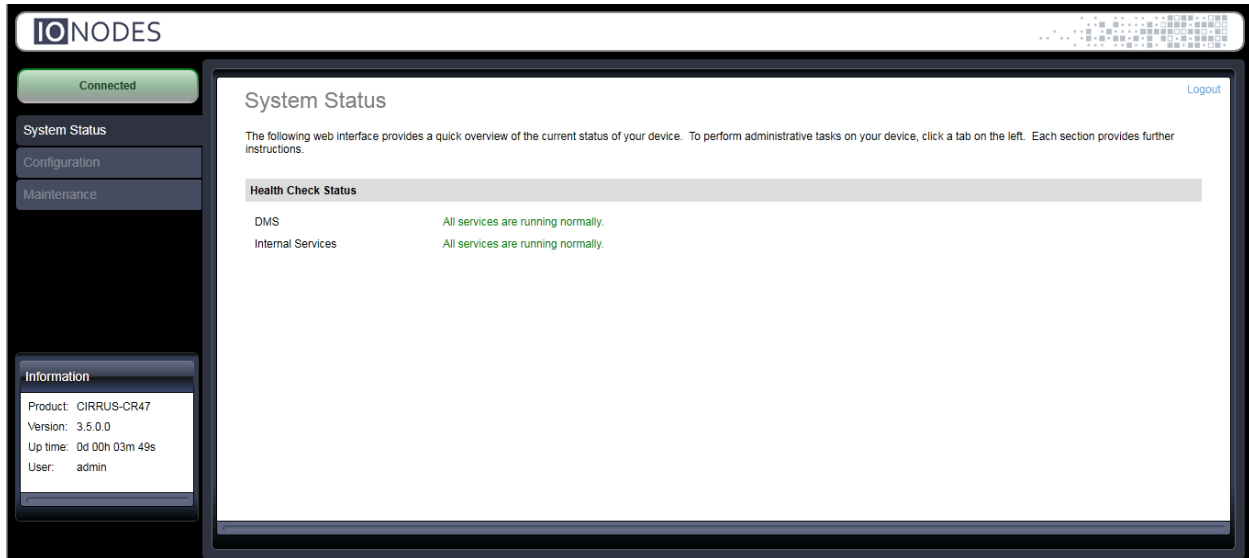 IONODES
Connected
System Status
Configuration
Maintenance
Information
Product: CIRRUS-CR47
Version: 3.5.0.0
Up time: 0d 00h 03m 49s
User: admin
Logout
System Status
The following web interface provides a quick overview of the current status of your device. To perform administrative tasks on your device, click a tab on the left. Each section provides further
instructions.
Health Check Status
DMS All services are running normally.
Internal Services All services are running normally.